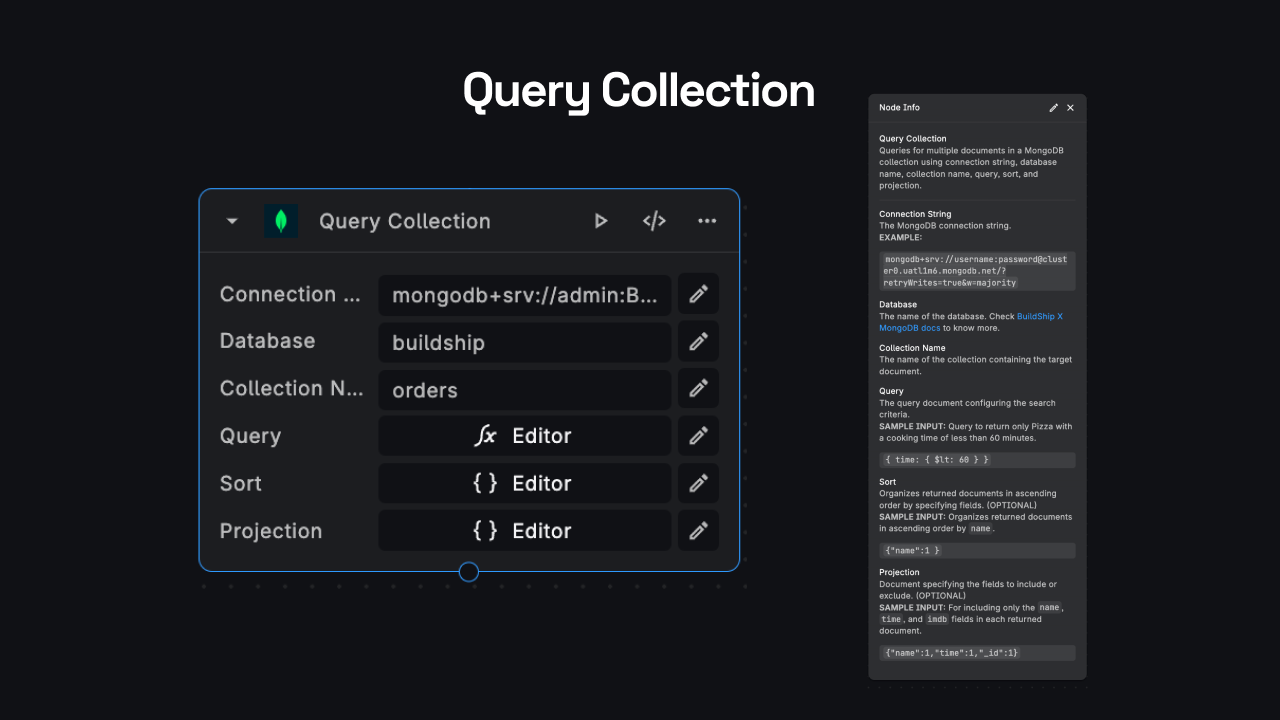 Query Collection
Query Collection
Connection ...
mongodb+srv://admin:B...
Database
buildship
Collection N...
orders
Query
fx Editor
Sort
{ } Editor
Projection
{ } Editor
Node Info
Query Collection
Queries for multiple documents in a MongoDB
collection using connection string, database
name, collection name, query, sort, and
projection.
Connection String
The MongoDB connection string.
EXAMPLE:
mongodb+srv://username:password@clust
er0.uatl1m6.mongodb.net/?
retryWrites=true&w=majority
Database
The name of the database. Check BuildShip X
MongoDB docs to know more.
Collection Name
The name of the collection containing the target
document.
Query
The query document configuring the search
criteria.
SAMPLE INPUT: Query to return only Pizza with
a cooking time of less than 60 minutes.
{ time: { $lt: 60 } }
Sort
Organizes returned documents in ascending
order by specifying fields. (OPTIONAL)
SAMPLE INPUT: Organizes returned documents
in ascending order by name.
{"name":1 }
Projection
Document specifying the fields to include or
exclude. (OPTIONAL)
SAMPLE INPUT: For including only the name,
time, and imdb fields in each returned
document.
{"name":1,"time":1,"_id":1}